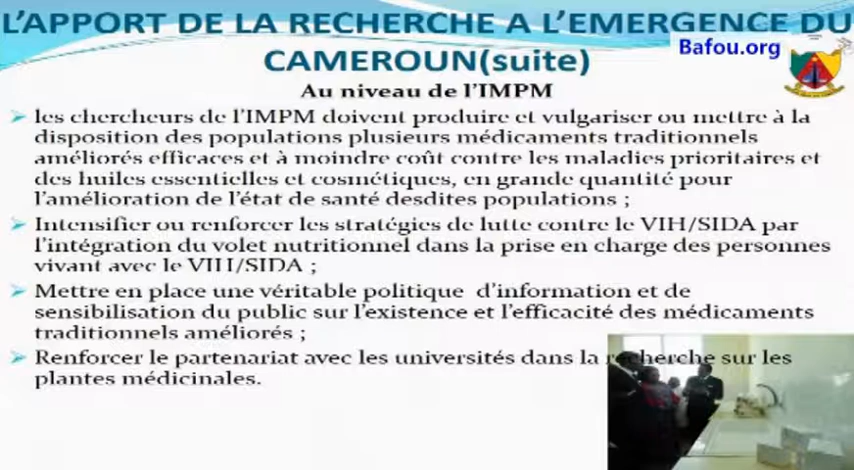 L'APPORT DE LA RECHERCHE A L'EMERGENCE DU
Bafou.org
CAMEROUN(suite)
Au niveau de l'IMPM
les chercheurs de l'IMPM doivent produire et vulgariser ou mettre à la
disposition des populations plusieurs médicaments traditionnels
améliorés efficaces et à moindre coût contre les maladies prioritaires et
des huiles essentielles et cosmétiques, en grande quantité pour
l'amélioration de l'état de santé desdites populations ;
Intensifier ou renforcer les stratégies de lutte contre le VIH/SIDA par
l'intégration du volet nutritionnel dans la prise en charge des personnes
vivant avec le VIH/SIDA ;
Mettre en place une véritable politique d'information et de
sensibilisation du public sur l'existence et l'efficacité des médicaments
traditionnels améliorés ;
Renforcer le partenariat avec les universités dans la recherche sur les
plantes médicinales.